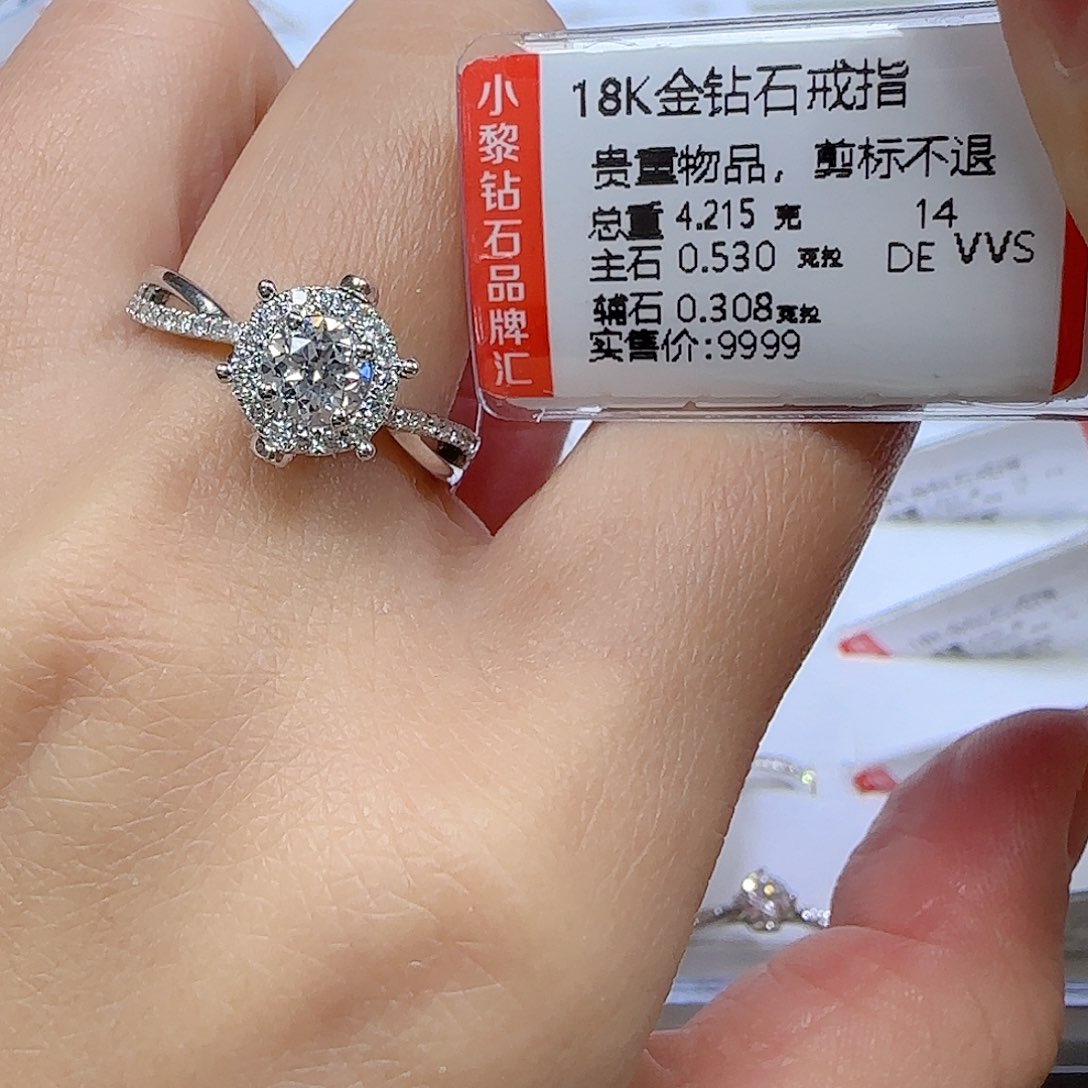 小黎钻石品牌汇
18K金钻石戒指
贵重物品，剪标不退
总重 4.215 克 14
主石 0.530 克拉 DE VVS
辅石 0.308克拉
实售价:9999